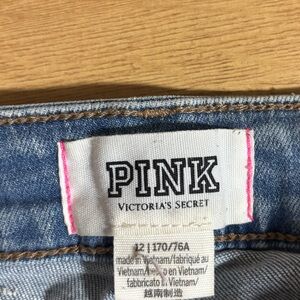 PINK
VICTORIA'S SECRET
12 | 170/76A
made in Vietnam/fabriqué au
Vietnam/hecho en Vietnam/
fabbricato in Vietnam/
越南制造